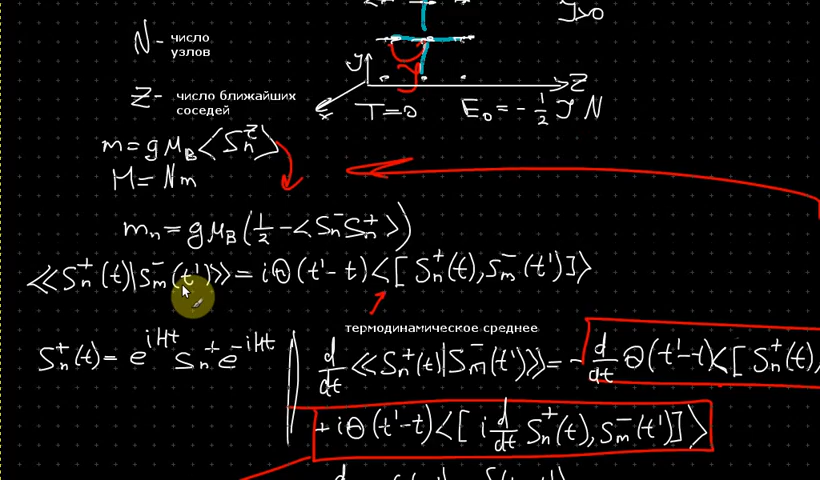 J>0
N - число узлов
y
z
x
J
Z - число ближайших соседей
T=0 E₀ = - 1/2 J N
m = gμ_B <S_n^z>
M = Nm
m_n = gμ_B (1/2 - <S_n^- S_n^+>)
<<S_n^+(t)|S_m^-(t')>> = iΘ(t'-t)<[S_n^+(t), S_m^-(t')]>
термодинамическое среднее
S_n^+(t) = e^{iHt} S_n^+ e^{-iHt}
d/dt <<S_n^+(t)|S_m^-(t')>> = - d/dt Θ(t'-t)<[S_n^+(t),
+ iΘ(t'-t)<[i d/dt S_n^+(t), S_m^-(t')]>